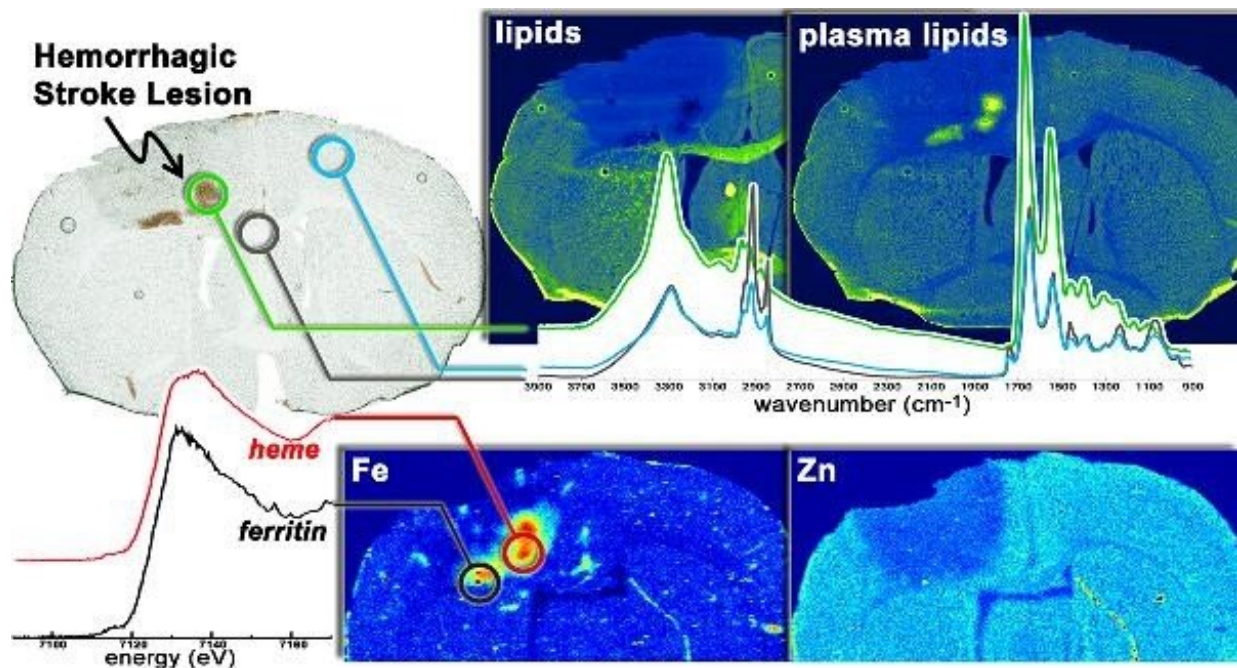 Hemorrhagic
Stroke Lesion
lipids
plasma lipids
3900 3700 3500 3300 3100 2900 2500 2300 2100 1900 1700 1500 1300 1100 900
wavenumber (cm-1)
heme
ferritin
7100 7120 7140 7160
energy (eV)
Fe
Zn